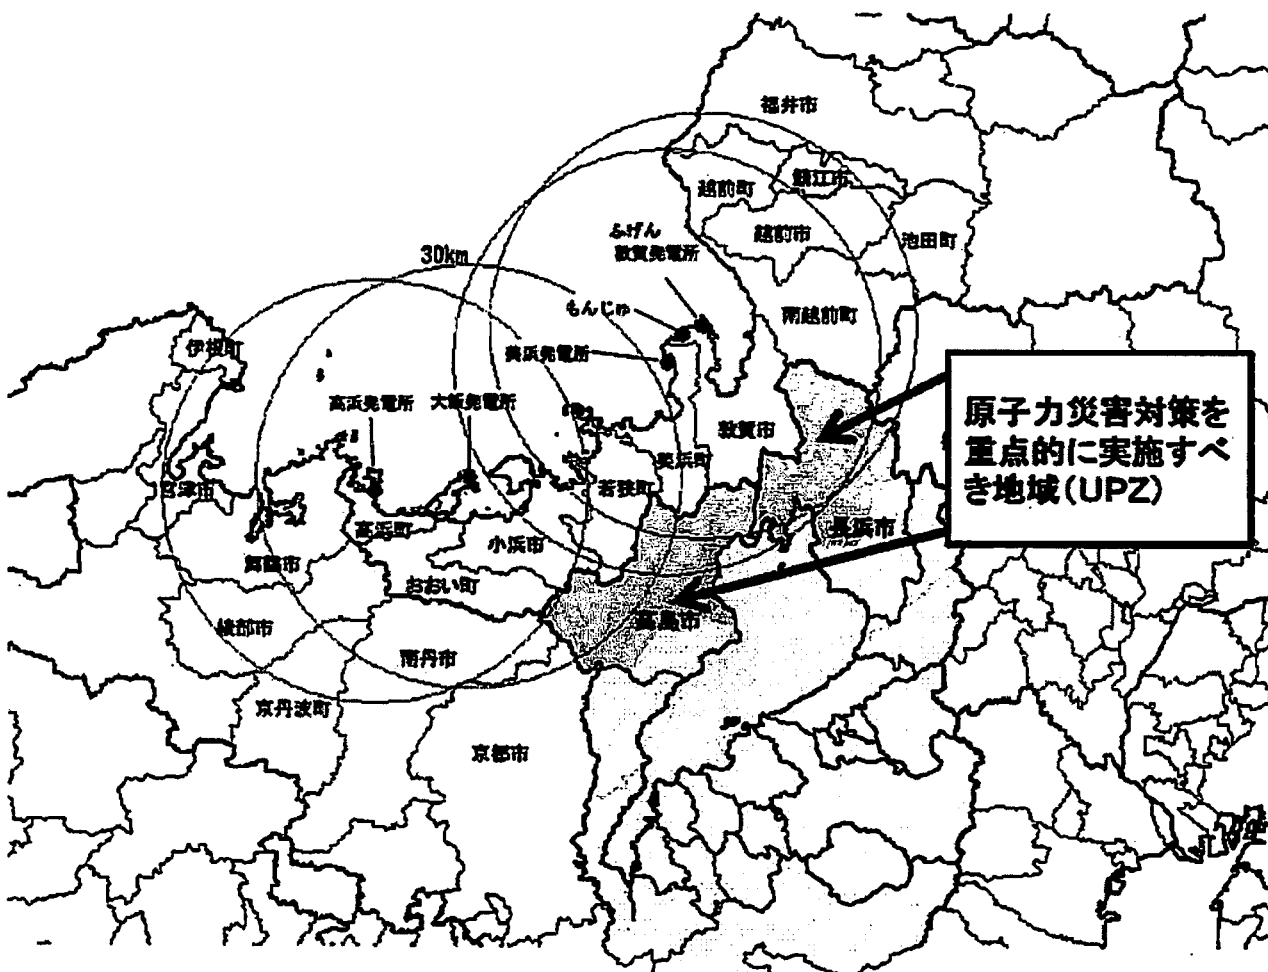 福井市
越前町
鯖江市
ふげん
敦賀発電所
越前市
池田町
30km
もんじゅ
南越前町
伊根町
美浜発電所
高浜発電所
大飯発電所
原子力災害対策を
重点的に実施すべ
き地域(UPZ)
敦賀市
美浜町
宮津市
若狭町
高浜町
小浜市
長浜市
舞鶴市
おおい町
綾部市
高島市
南丹市
京丹波町
京都市